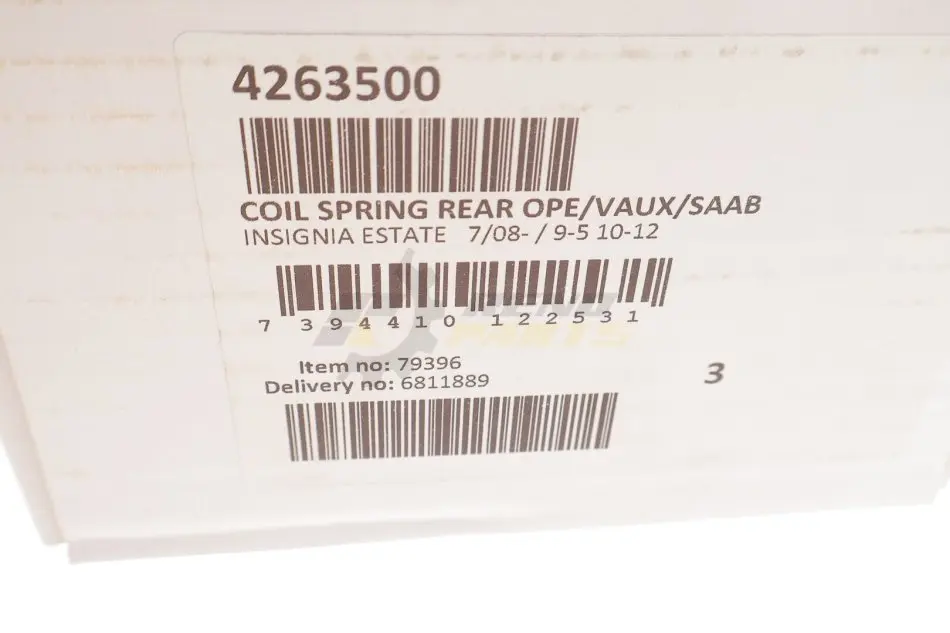 4263500
COIL SPRING REAR OPE/VAUX/SAAB
INSIGNIA ESTATE 7/08- / 9-5 10-12
7 394410 122531
Item no: 79396
Delivery no: 6811889
3
PARTS